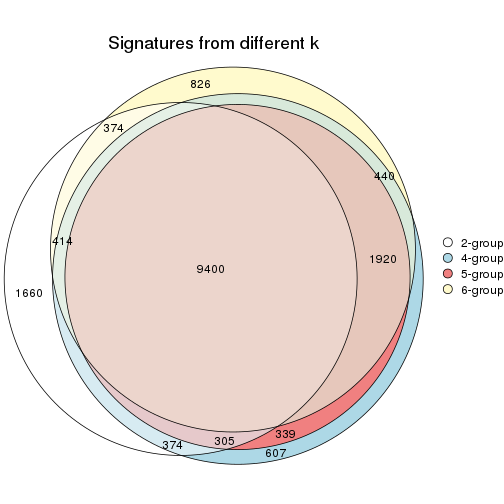 Signatures from different k
826
374
440
414
1920
9400
1660
2-group
4-group
5-group
6-group
339
305
374
607